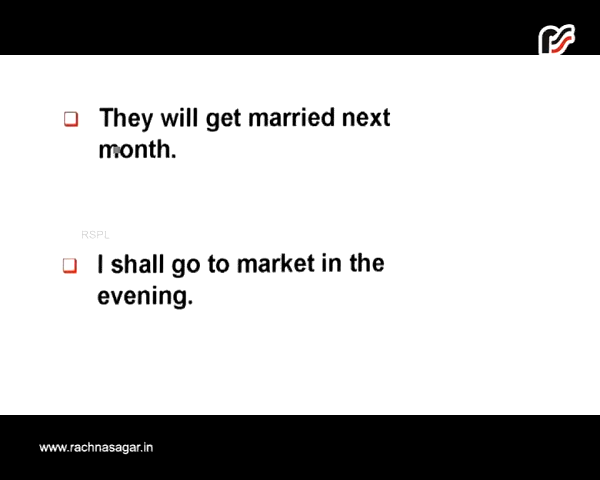 They will get married next
month.
RSPL
I shall go to market in the
evening.
www.rachnasagar.in